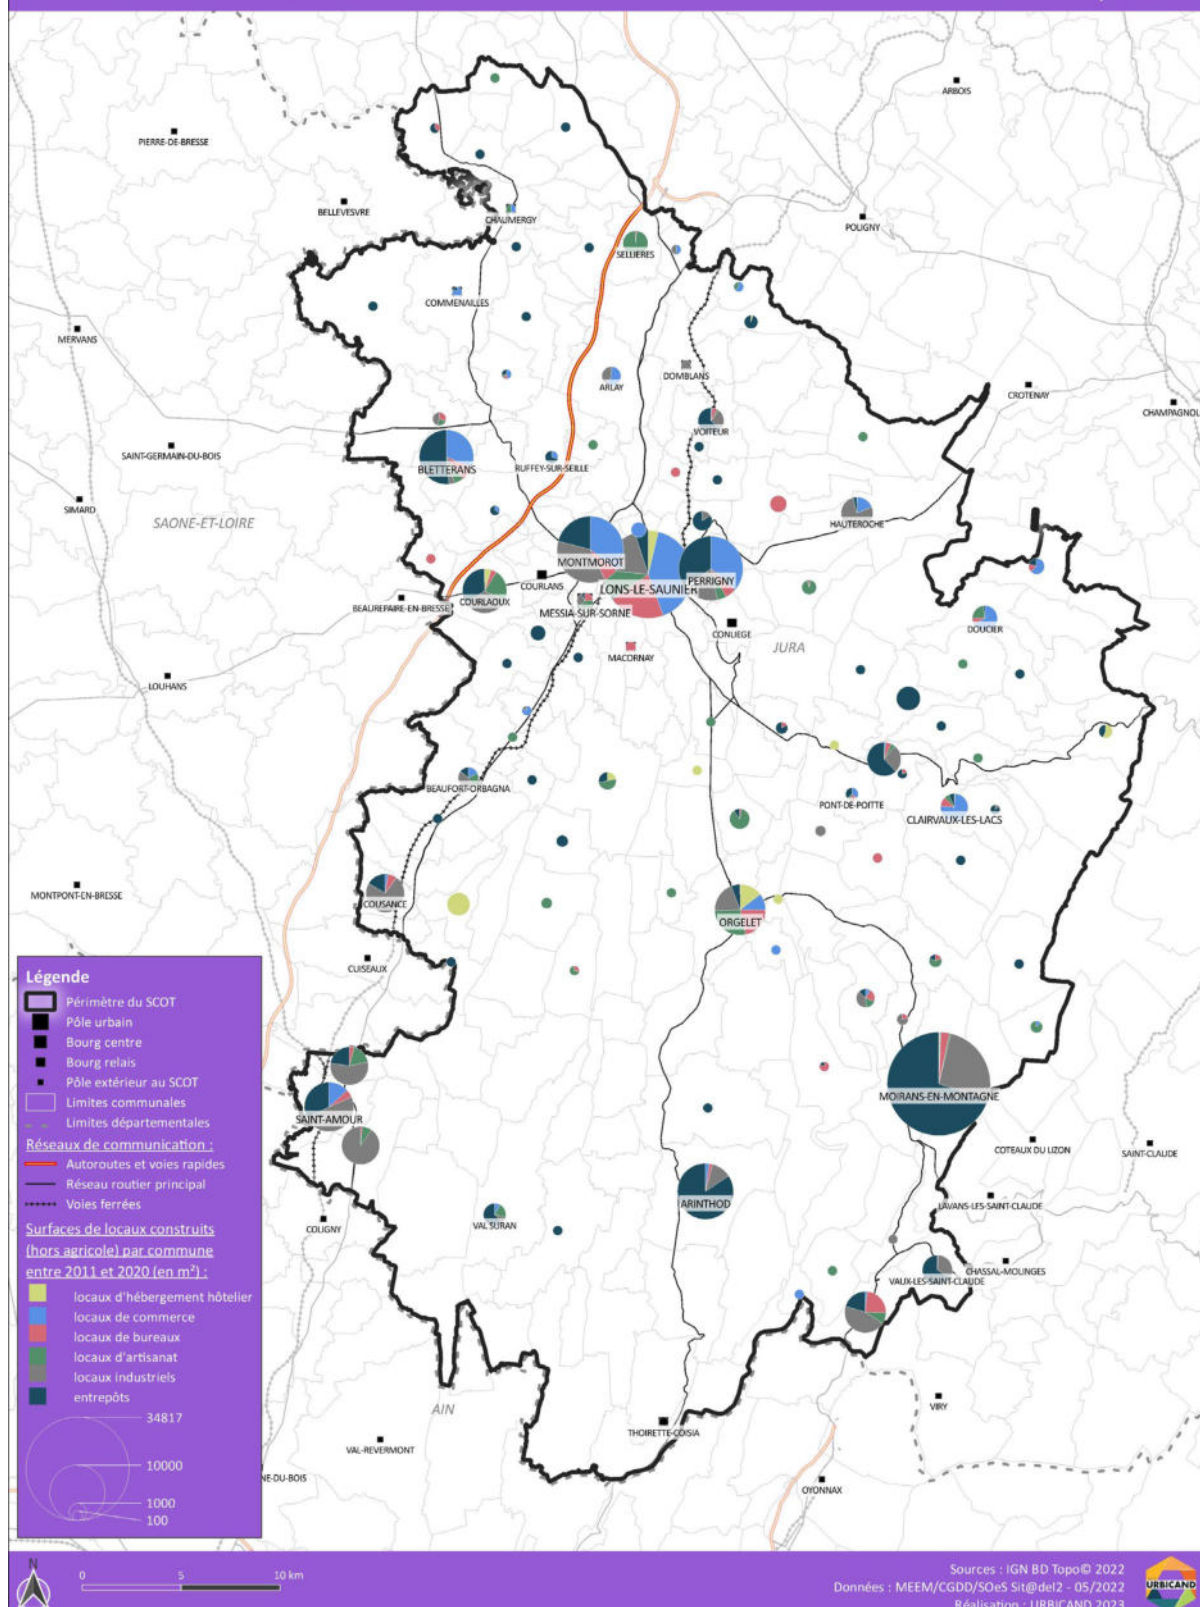 ARBOIS
PIERRE-DE-BRESSE
BELLEVESVRE
CHAUMERGY
POLIGNY
SELLIERES
COMMENAILLES
MERVANS
ARLAY
DOMBLANS
CROTENAY
CHAMPAGNOL
VOITEUR
SAINT-GERMAIN-DU-BOIS
BLETTERANS
RUFFEY-SUR-SEILLE
SIMARD
SAONE-ET-LOIRE
HAUTEROCHE
MONTMOROT
LONS-LE-SAUNIER
PERRIGNY
COURLANS
COURLAOUX
BEAUREPAIRE-EN-BRESSE
MESSIA-SUR-SORNE
CONLIEGE
DOUCIER
MACORNAY
JURA
LOUHANS
BEAUFORT-ORBAGNA
PONT-DE-POITTE
CLAIRVAUX-LES-LACS
MONTPONT-EN-BRESSE
COUSANCE
ORGELET
CUISEAUX
MOIRANS-EN-MONTAGNE
SAINT-AMOUR
COTEAUX DU LIZON
SAINT-CLAUDE
ARINTHOD
LAVANS-LES-SAINT-CLAUDE
COLIGNY
VAL SURAN
CHASSAL-MOLINGES
VAUX-LES-SAINT-CLAUDE
AIN
VIRY
THOIRETTE-COISIA
VAL-REVERMONT
NE-DU-BOIS
OYONNAX
Légende
Périmètre du SCOT
Pôle urbain
Bourg centre
Bourg relais
Pôle extérieur au SCOT
Limites communales
Limites départementales
Réseaux de communication :
Autoroutes et voies rapides
Réseau routier principal
Voies ferrées
Surfaces de locaux construits
(hors agricole) par commune
entre 2011 et 2020 (en m²) :
locaux d'hébergement hôtelier
locaux de commerce
locaux de bureaux
locaux d'artisanat
locaux industriels
entrepôts
34817
10000
1000
100
N
0 5 10 km
Sources : IGN BD Topo© 2022
Données : MEEM/CGDD/SOeS Sit@del2 - 05/2022
Réalisation : URBICAND 2023
URBICAND